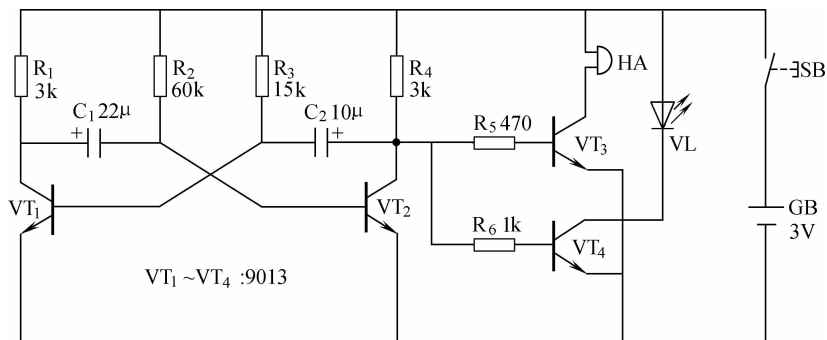 R1
3k
R2
60k
R3
15k
R4
3k
HA
SB
C1 22μ
+
C2 10μ
+
R5 470
VT3
VL
VT1
VT2
R6 1k
VT4
GB
3V
VT1 ~VT4 :9013